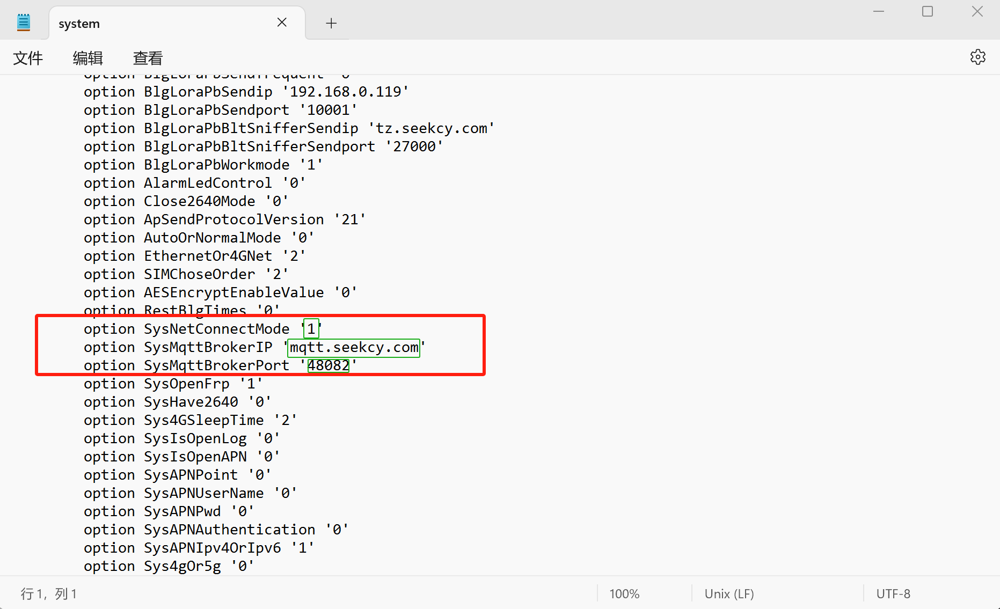 system
文件 编辑 查看
option BlgLoraPbSendfrequent '0'
option BlgLoraPbSendip '192.168.0.119'
option BlgLoraPbSendport '10001'
option BlgLoraPbBltSnifferSendip 'tz.seekcy.com'
option BlgLoraPbBltSnifferSendport '27000'
option BlgLoraPbWorkmode '1'
option AlarmLedControl '0'
option Close2640Mode '0'
option ApSendProtocolVersion '21'
option AutoOrNormalMode '0'
option EthernetOr4GNet '2'
option SIMChoseOrder '2'
option AESEncryptEnableValue '0'
option RestBlgTimes '0'
option SysNetConnectMode '1'
option SysMqttBrokerIP 'mqtt.seekcy.com'
option SysMqttBrokerPort '48082'
option SysOpenFrp '1'
option SysHave2640 '0'
option Sys4GSleepTime '2'
option SysIsOpenLog '0'
option SysIsOpenAPN '0'
option SysAPNPoint '0'
option SysAPNUserName '0'
option SysAPNPwd '0'
option SysAPNAuthentication '0'
option SysAPNIpv4OrIpv6 '1'
option Sys4gOr5g '0'
行 1，列 1 100% Unix (LF) UTF-8